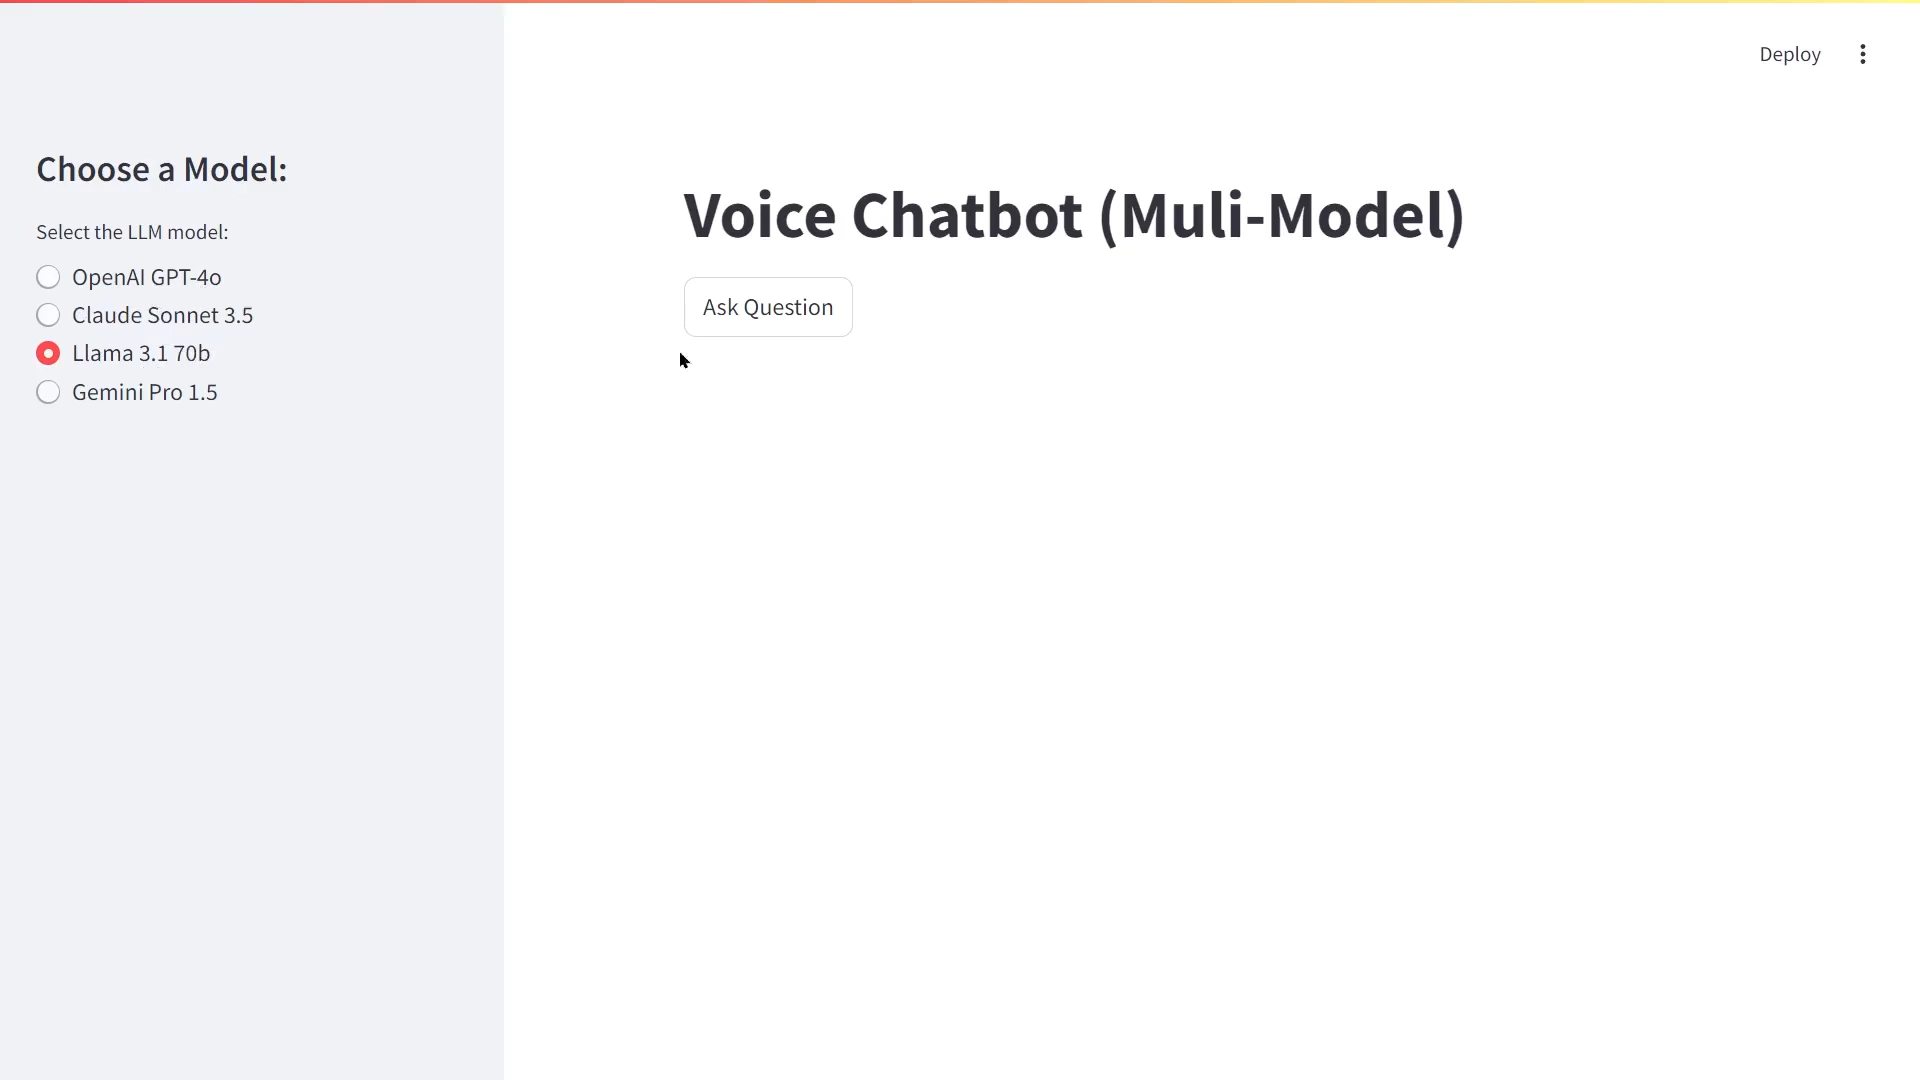 Deploy
Choose a Model:
Select the LLM model:
OpenAI GPT-4o
Claude Sonnet 3.5
Llama 3.1 70b
Gemini Pro 1.5
Voice Chatbot (Muli-Model)
Ask Question